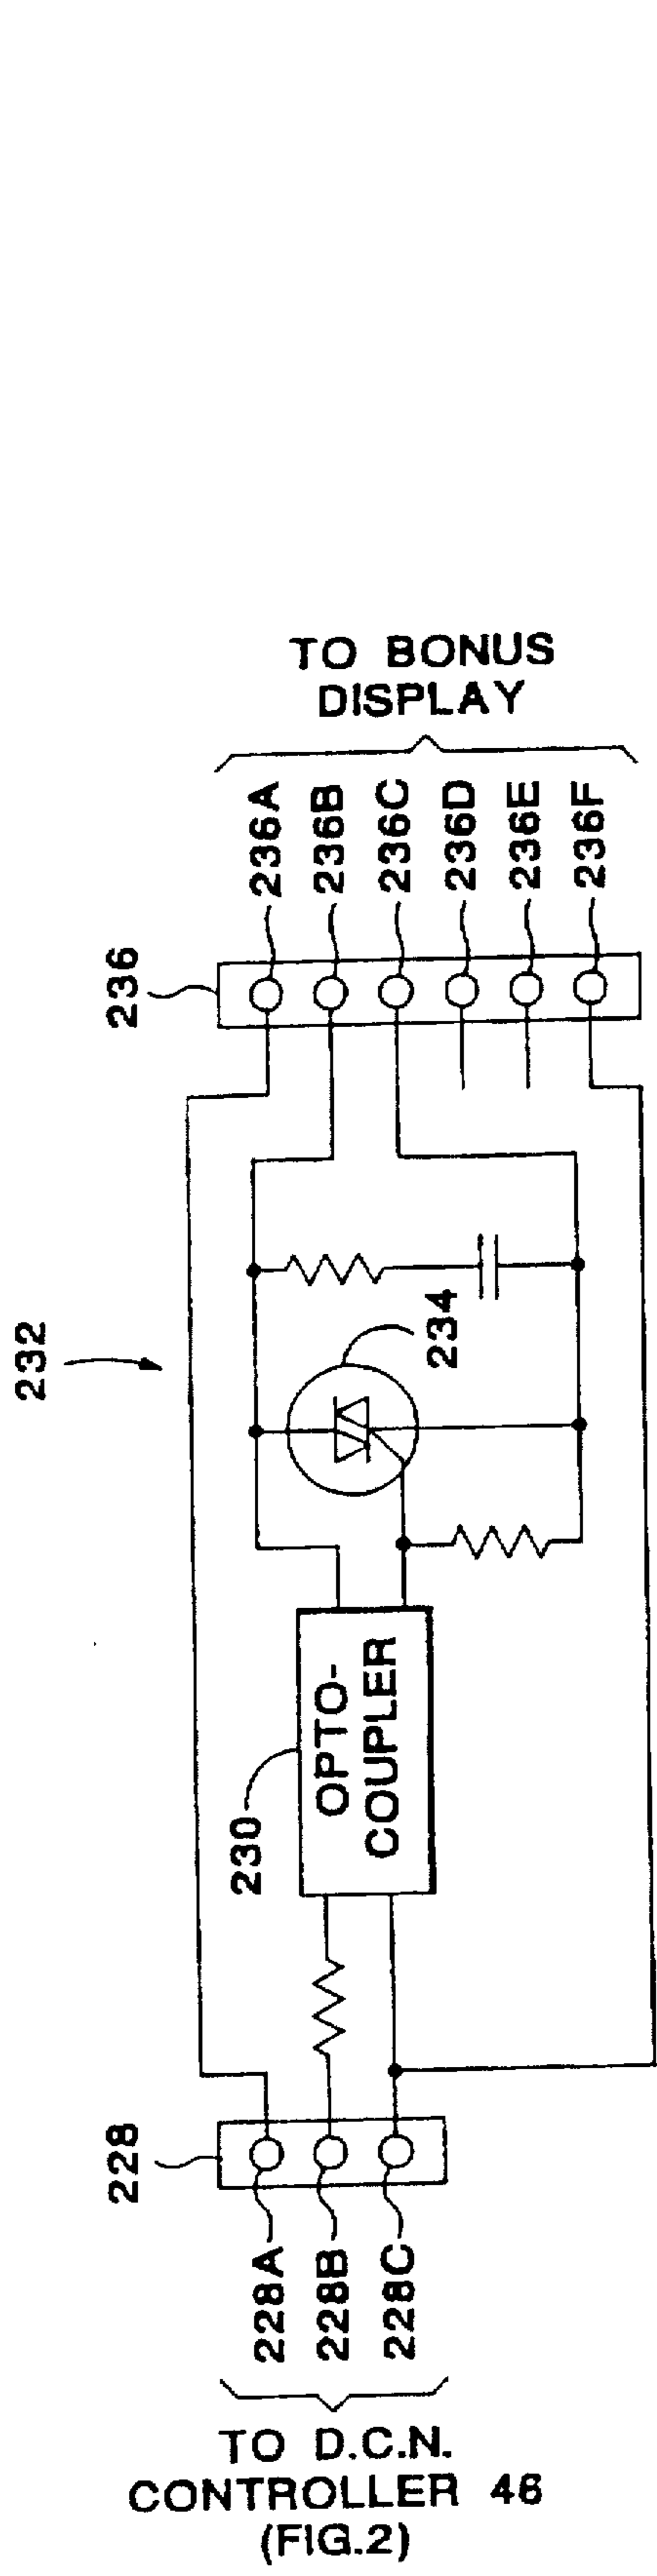 TO BONUS
DISPLAY
236A
236B
236C
236D
236E
236F
236
232
234
OPTO-
COUPLER
230
228
228A
228B
228C
TO D.C.N.
CONTROLLER 46
(FIG.2)